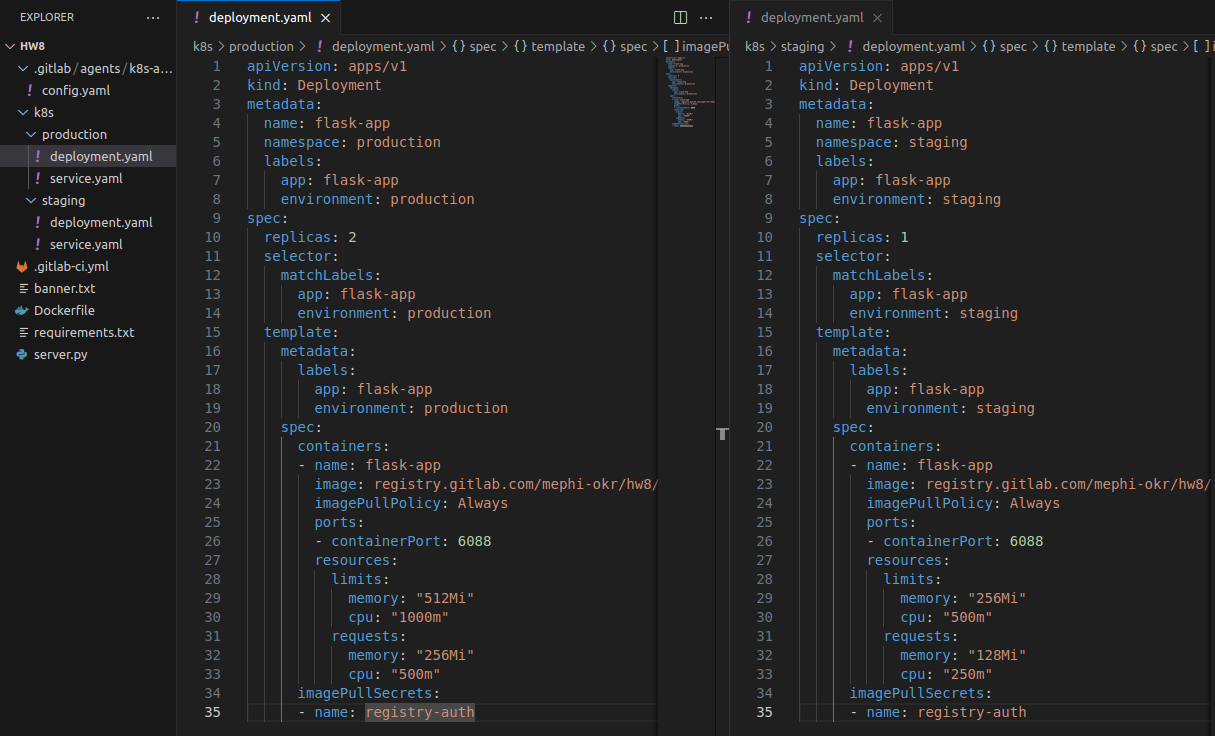 EXPLORER
HW8
.gitlab/agents/k8s-a...
config.yaml
k8s
production
deployment.yaml
service.yaml
staging
deployment.yaml
service.yaml
.gitlab-ci.yml
banner.txt
Dockerfile
requirements.txt
server.py
! deployment.yaml
k8s > production > ! deployment.yaml > {} spec > {} template > {} spec > [ ] imagePu
1 apiVersion: apps/v1
2 kind: Deployment
3 metadata:
4   name: flask-app
5   namespace: production
6   labels:
7     app: flask-app
8     environment: production
9 spec:
10   replicas: 2
11   selector:
12     matchLabels:
13       app: flask-app
14       environment: production
15   template:
16     metadata:
17       labels:
18         app: flask-app
19         environment: production
20     spec:
21       containers:
22       - name: flask-app
23         image: registry.gitlab.com/mephi-okr/hw8/
24         imagePullPolicy: Always
25         ports:
26         - containerPort: 6088
27         resources:
28           limits:
29             memory: "512Mi"
30             cpu: "1000m"
31           requests:
32             memory: "256Mi"
33             cpu: "500m"
34       imagePullSecrets:
35       - name: registry-auth
! deployment.yaml
k8s > staging > ! deployment.yaml > {} spec > {} template > {} spec > [ ] i
1 apiVersion: apps/v1
2 kind: Deployment
3 metadata:
4   name: flask-app
5   namespace: staging
6   labels:
7     app: flask-app
8     environment: staging
9 spec:
10   replicas: 1
11   selector:
12     matchLabels:
13       app: flask-app
14       environment: staging
15   template:
16     metadata:
17       labels:
18         app: flask-app
19         environment: staging
20     spec:
21       containers:
22       - name: flask-app
23         image: registry.gitlab.com/mephi-okr/hw8/
24         imagePullPolicy: Always
25         ports:
26         - containerPort: 6088
27         resources:
28           limits:
29             memory: "256Mi"
30             cpu: "500m"
31           requests:
32             memory: "128Mi"
33             cpu: "250m"
34       imagePullSecrets:
35       - name: registry-auth